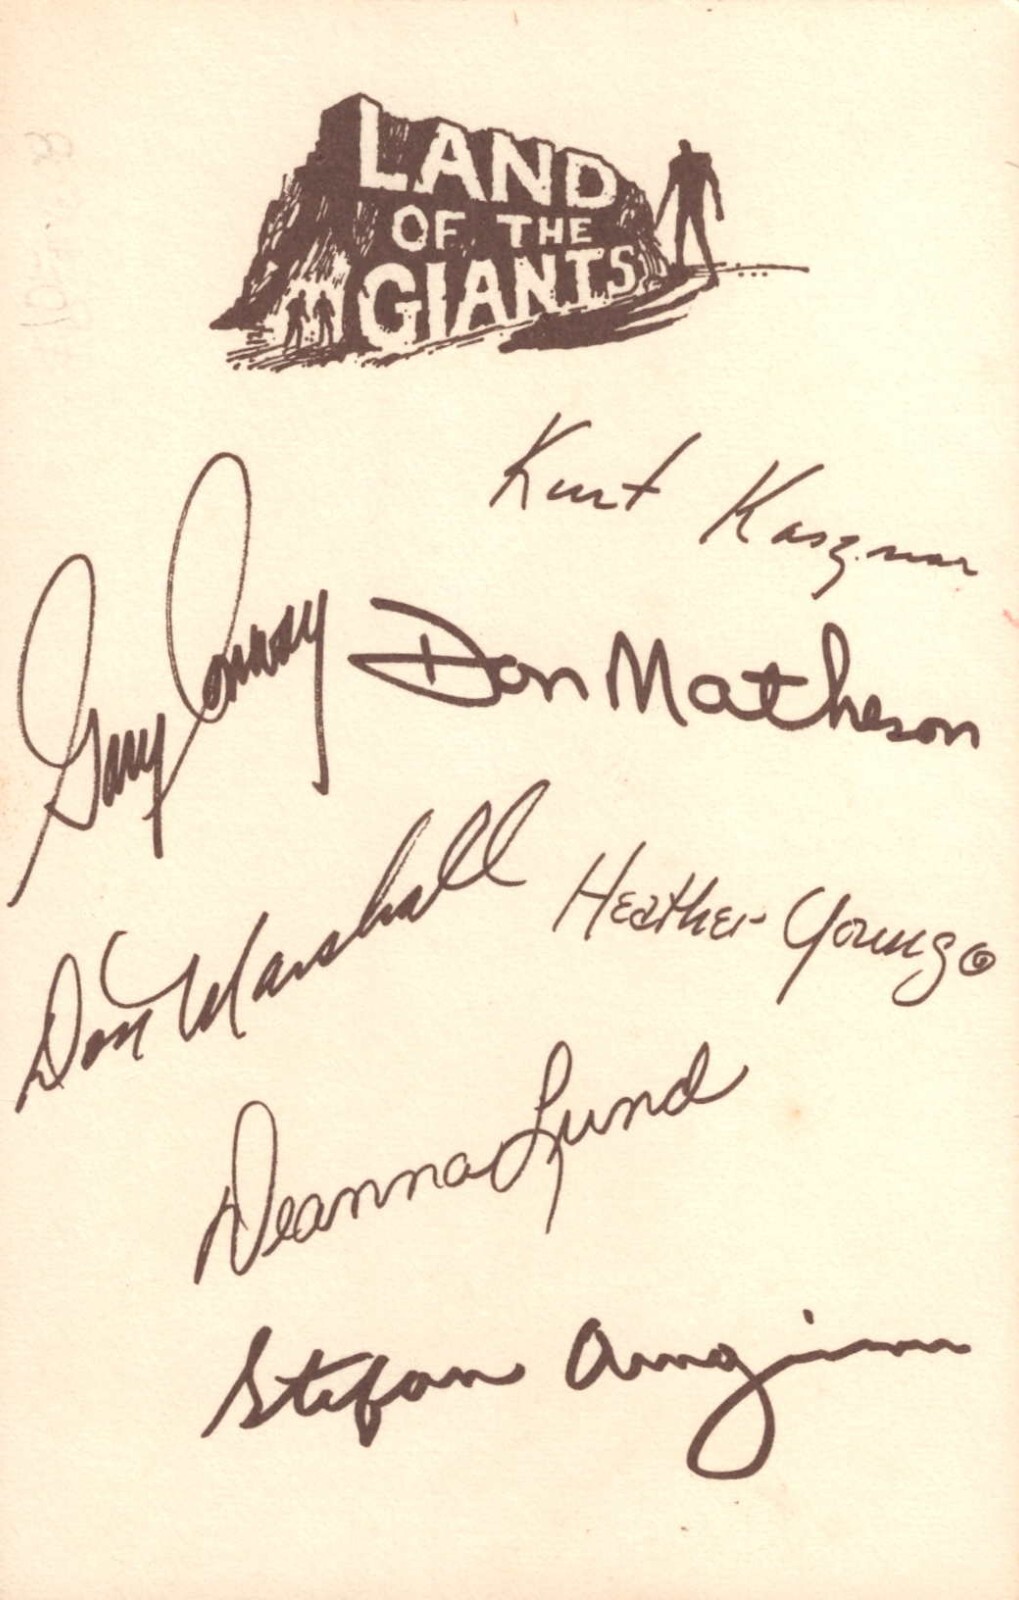 LAND
OF THE
GIANTS
Kurt Kasznar
Gary Conway
Don Matheson
Don Marshall
Heather Young
Deanna Lund
Stefan Arngrim